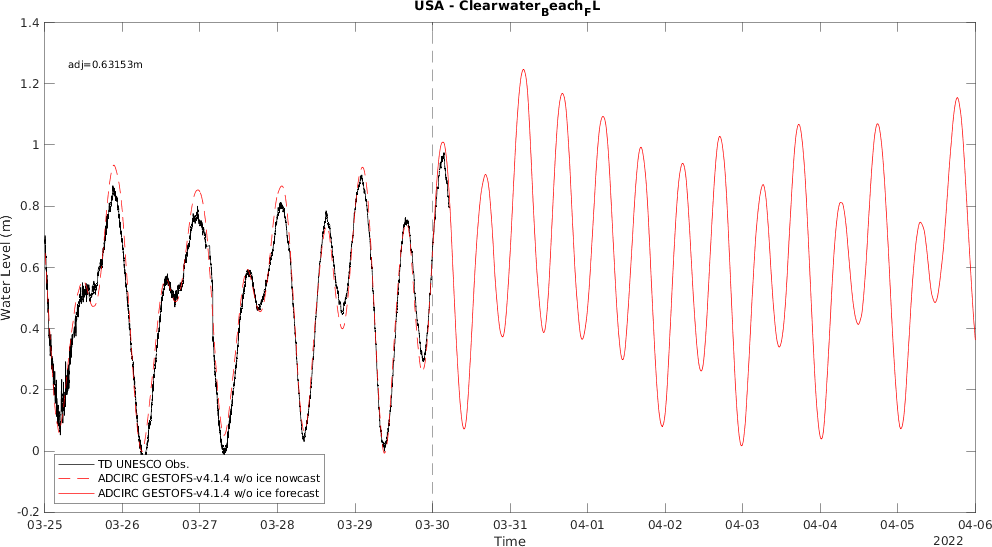 USA - Clearwater_Beach_FL
adj=0.63153m
1.4
1.2
1
0.8
0.6
0.4
0.2
0
-0.2
Water Level (m)
TD UNESCO Obs.
ADCIRC GESTOFS-v4.1.4 w/o ice nowcast
ADCIRC GESTOFS-v4.1.4 w/o ice forecast
03-25 03-26 03-27 03-28 03-29 03-30 03-31 04-01 04-02 04-03 04-04 04-05 04-06
Time
2022